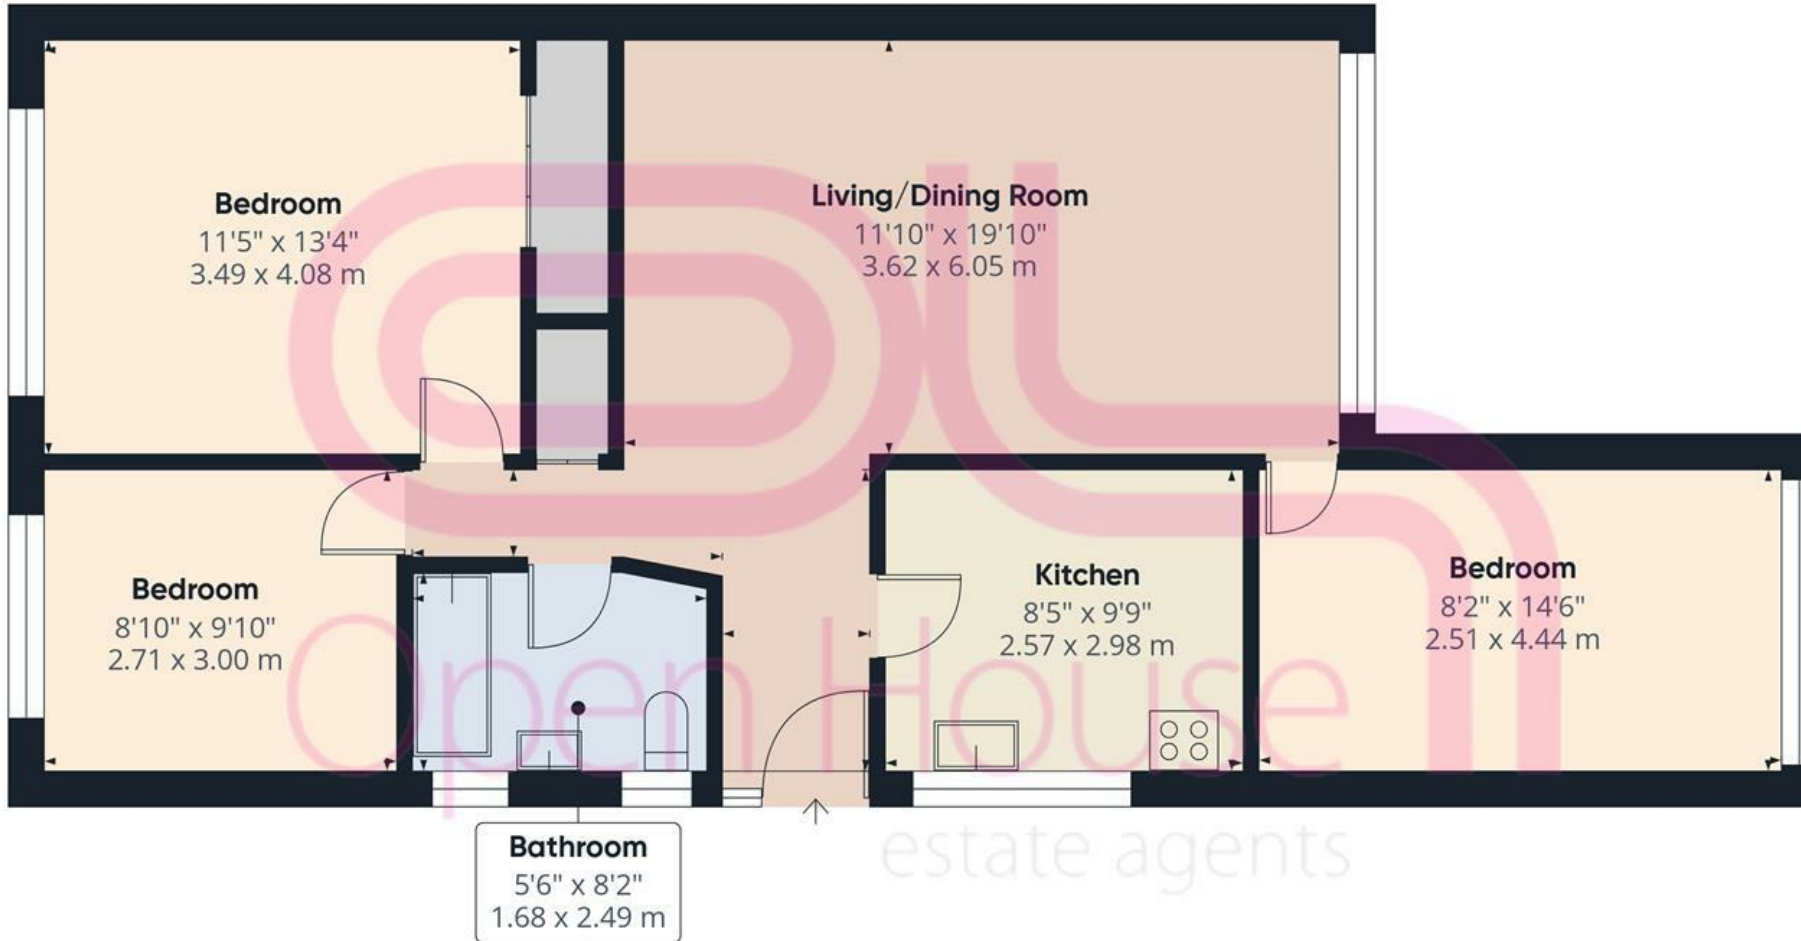 Bedroom
11'5" x 13'4"
3.49 x 4.08 m
Living/Dining Room
11'10" x 19'10"
3.62 x 6.05 m
Bedroom
8'10" x 9'10"
2.71 x 3.00 m
Kitchen
8'5" x 9'9"
2.57 x 2.98 m
Bedroom
8'2" x 14'6"
2.51 x 4.44 m
Open House
estate agents
Bathroom
5'6" x 8'2"
1.68 x 2.49 m